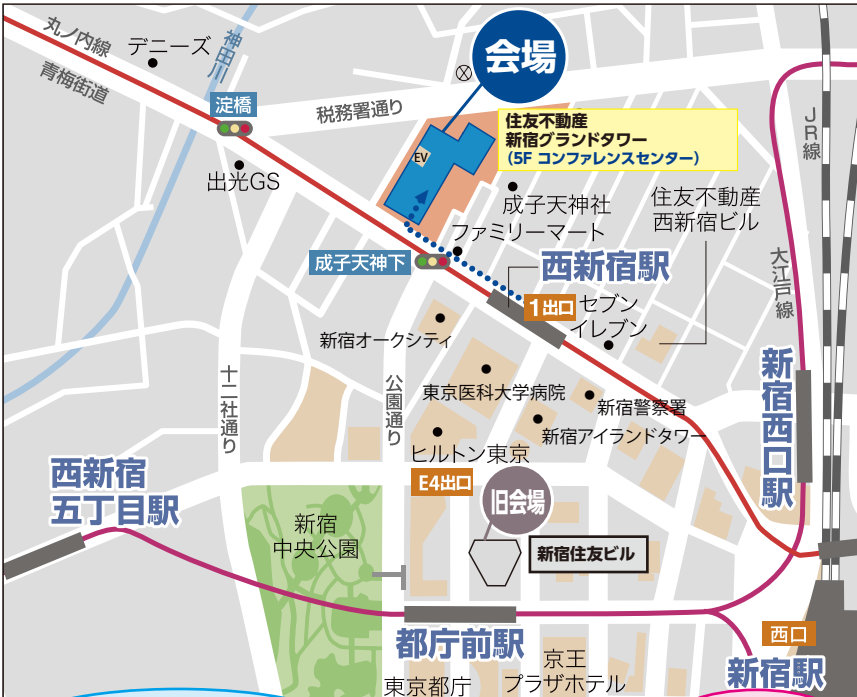 丸ノ内線
青梅街道
デニーズ
神田川
淀橋
税務署通り
会場
住友不動産
新宿グランドタワー
(5F コンファレンスセンター)
EV
出光GS
成子天神社
ファミリーマート
住友不動産
西新宿ビル
JR線
大江戸線
成子天神下
西新宿駅
1出口
セブン
イレブン
新宿オークシティ
十二社通り
公園通り
東京医科大学病院
新宿警察署
新宿アイランドタワー
ヒルトン東京
新宿西口駅
E4出口
旧会場
西新宿
五丁目駅
新宿
中央公園
新宿住友ビル
都庁前駅
西口
新宿駅
東京都庁
京王
プラザホテル